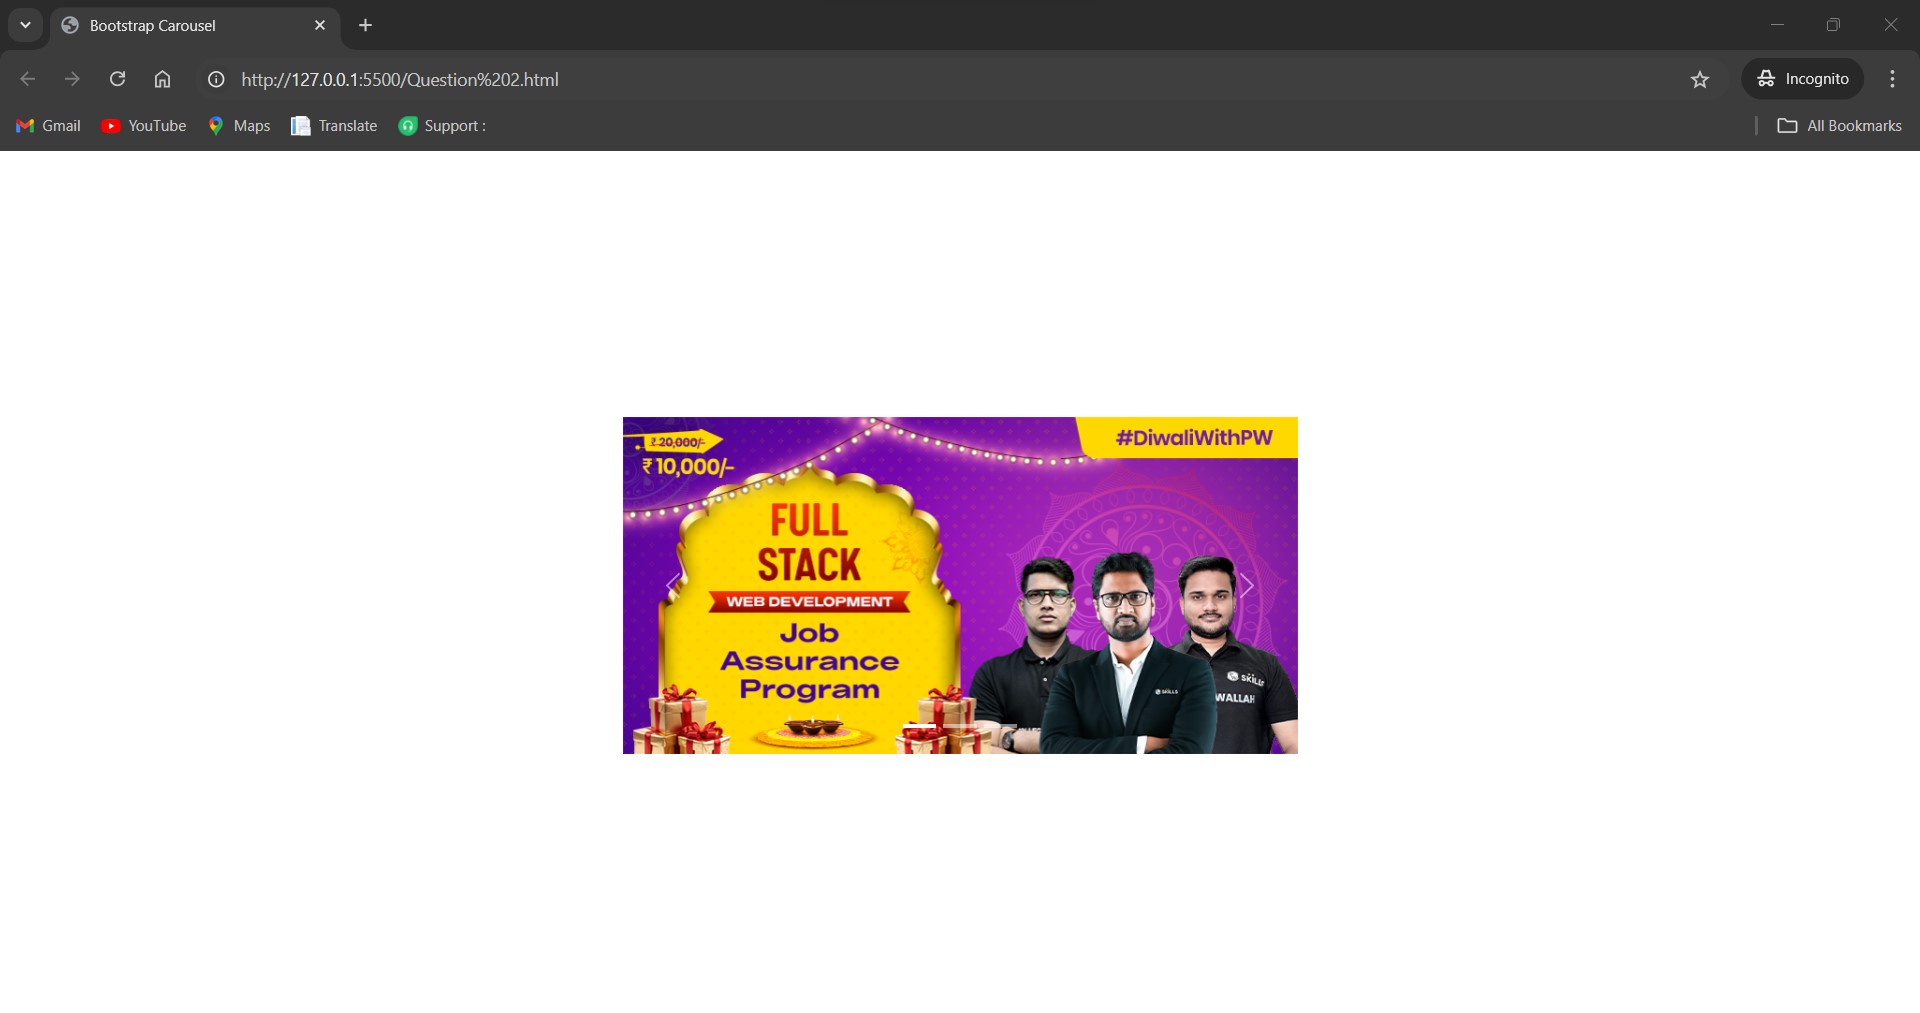 Bootstrap Carousel
http://127.0.0.1:5500/Question%202.html
Incognito
Gmail
YouTube
Maps
Translate
Support :
All Bookmarks
₹ 20,000/-
₹ 10,000/-
#DiwaliWithPW
FULL
STACK
WEB DEVELOPMENT
Job
Assurance
Program
SKILLS
SKILLS
WALLAH